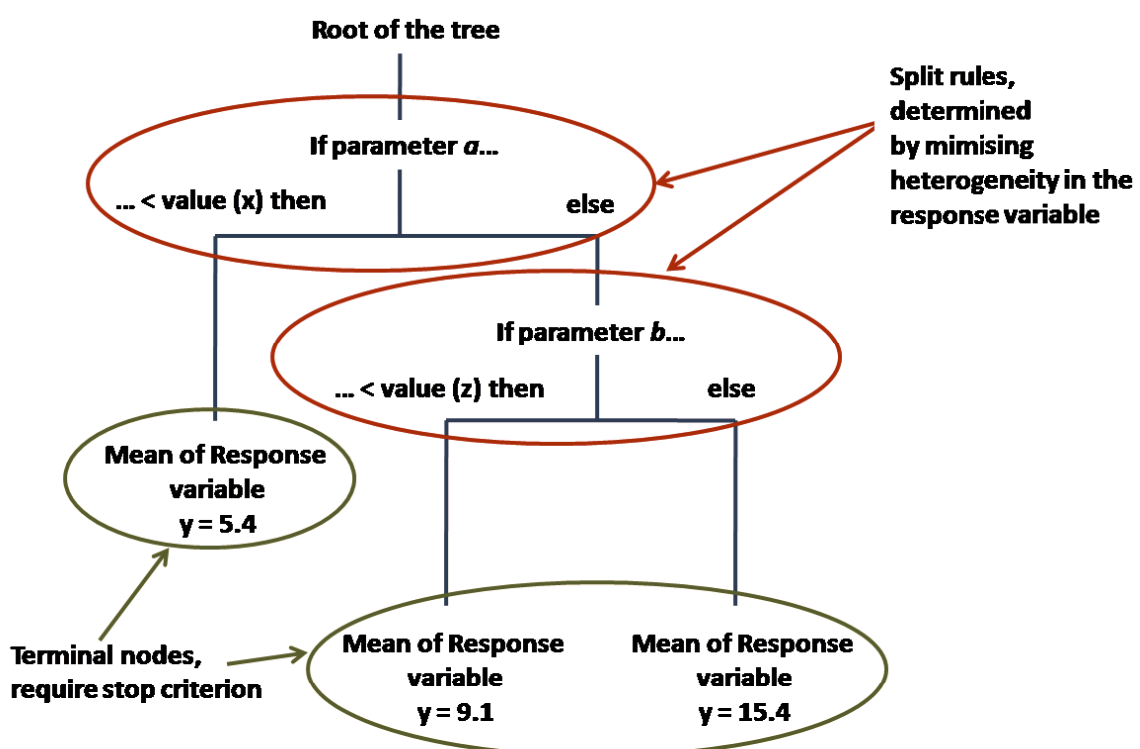 Root of the tree
Split rules,
determined
by mimising
heterogeneity in the
response variable
If parameter a...
... < value (x) then
else
If parameter b...
... < value (z) then
else
Mean of Response
variable
y = 5.4
Terminal nodes,
require stop criterion
Mean of Response
variable
y = 9.1
Mean of Response
variable
y = 15.4